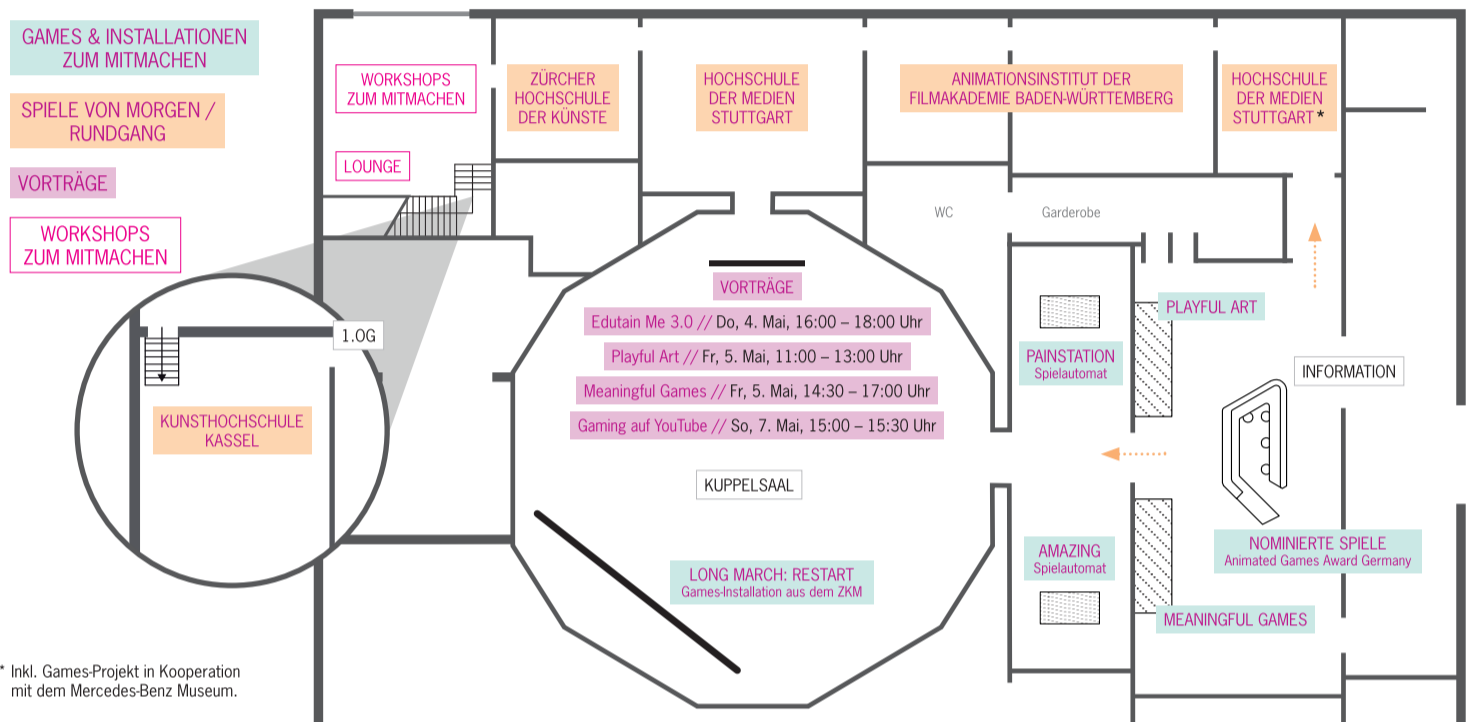 GAMES & INSTALLATIONEN
ZUM MITMACHEN
SPIELE VON MORGEN /
RUNDGANG
VORTRÄGE
WORKSHOPS
ZUM MITMACHEN
WORKSHOPS
ZUM MITMACHEN
LOUNGE
ZÜRCHER
HOCHSCHULE
DER KÜNSTE
HOCHSCHULE
DER MEDIEN
STUTTGART
ANIMATIONSINSTITUT DER
FILMAKADEMIE BADEN-WÜRTTEMBERG
HOCHSCHULE
DER MEDIEN
STUTTGART *
WC
Garderobe
1.OG
KUNSTHOCHSCHULE
KASSEL
VORTRÄGE
Edutain Me 3.0 // Do, 4. Mai, 16:00 – 18:00 Uhr
Playful Art // Fr, 5. Mai, 11:00 – 13:00 Uhr
Meaningful Games // Fr, 5. Mai, 14:30 – 17:00 Uhr
Gaming auf YouTube // So, 7. Mai, 15:00 – 15:30 Uhr
KUPPELSAAL
LONG MARCH: RESTART
Games-Installation aus dem ZKM
PAINSTATION
Spielautomat
PLAYFUL ART
INFORMATION
AMAZING
Spielautomat
NOMINIERTE SPIELE
Animated Games Award Germany
MEANINGFUL GAMES
* Inkl. Games-Projekt in Kooperation
mit dem Mercedes-Benz Museum.